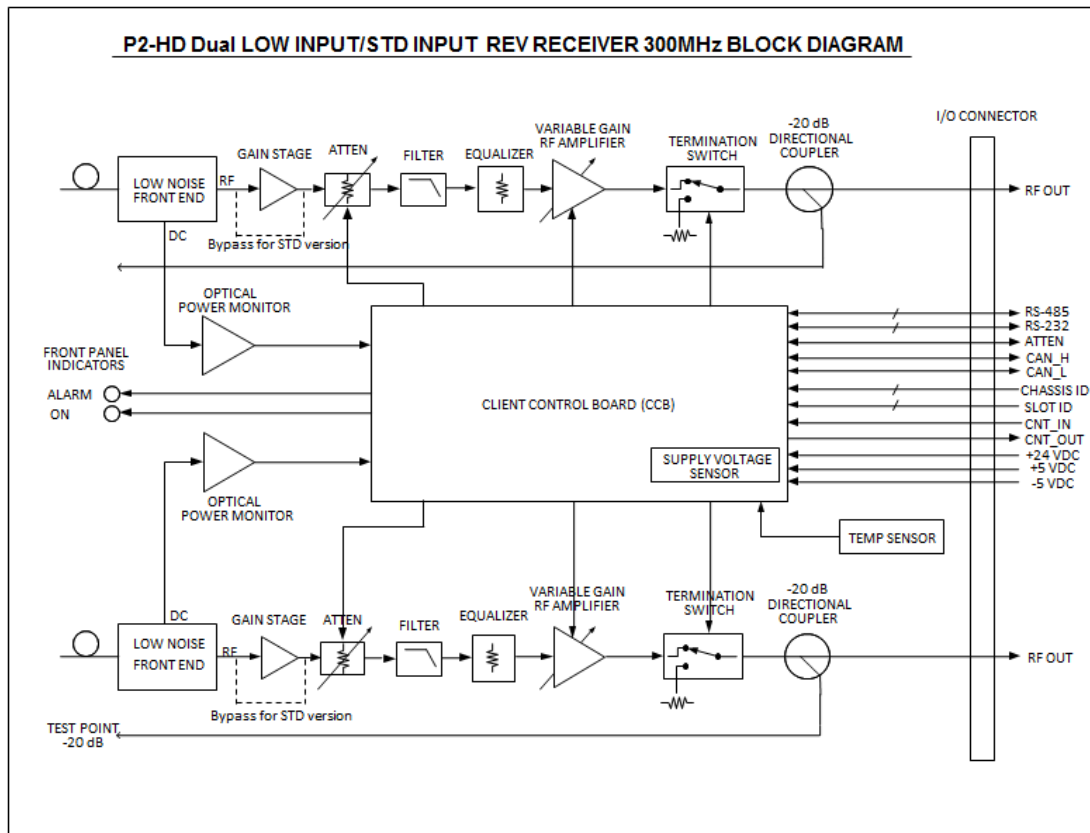 P2-HD Dual LOW INPUT/STD INPUT REV RECEIVER 300MHz BLOCK DIAGRAM
I/O CONNECTOR
-20 dB
DIRECTIONAL
COUPLER
VARIABLE GAIN
RF AMPLIFIER
TERMINATION
SWITCH
GAIN STAGE
ATTEN
FILTER
EQUALIZER
LOW NOISE
FRONT END
RF
RF OUT
DC
Bypass for STD version
OPTICAL
POWER MONITOR
FRONT PANEL
INDICATORS
ALARM
ON
CLIENT CONTROL BOARD (CCB)
SUPPLY VOLTAGE
SENSOR
RS-485
RS-232
ATTEN
CAN_H
CAN_L
CHASSIS ID
SLOT ID
CNT_IN
CNT_OUT
+24 VDC
+5 VDC
-5 VDC
OPTICAL
POWER MONITOR
TEMP SENSOR
DC
VARIABLE GAIN
RF AMPLIFIER
TERMINATION
SWITCH
-20 dB
DIRECTIONAL
COUPLER
GAIN STAGE
ATTEN
FILTER
EQUALIZER
LOW NOISE
FRONT END
RF
RF OUT
Bypass for STD version
TEST POINT
-20 dB